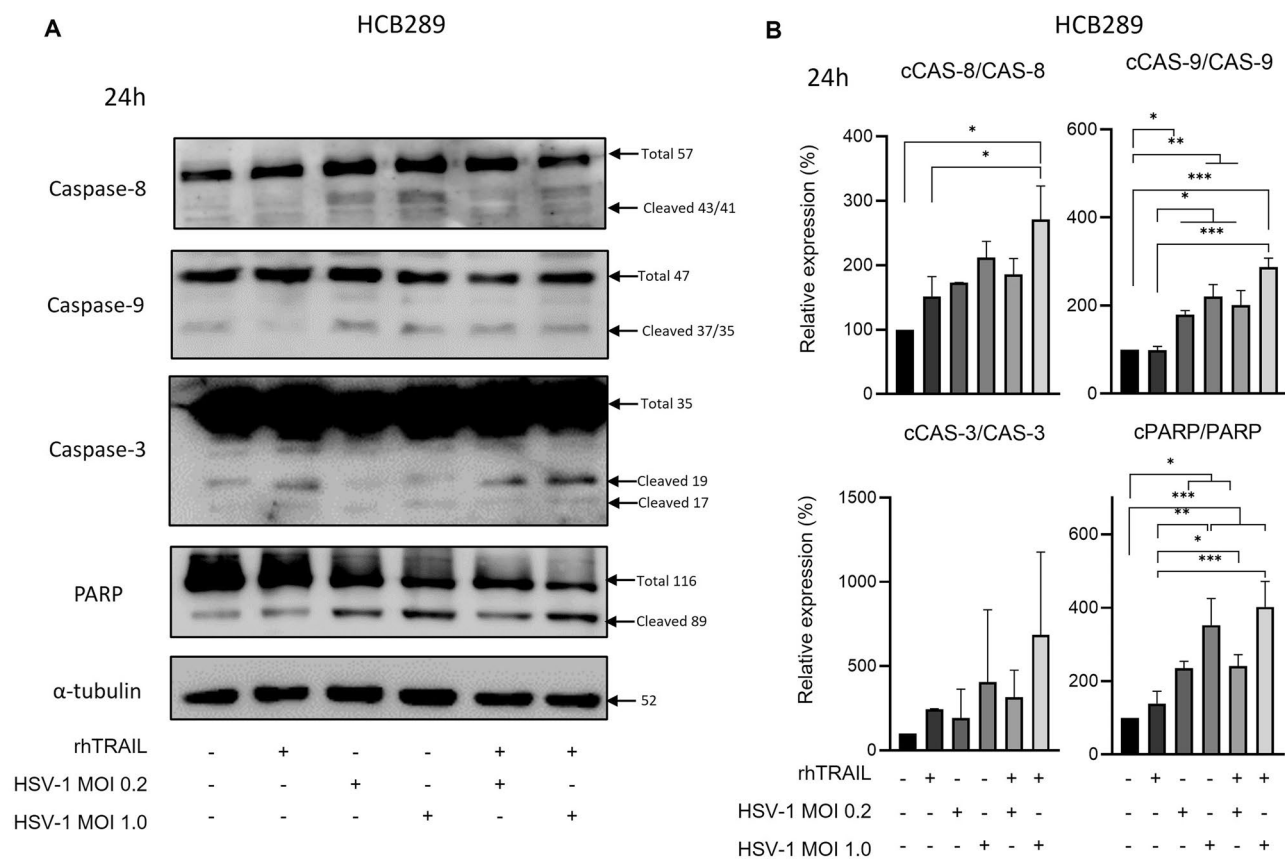 A
HCB289
24h
Caspase-8
Total 57
Cleaved 43/41
Caspase-9
Total 47
Cleaved 37/35
Caspase-3
Total 35
Cleaved 19
Cleaved 17
PARP
Total 116
Cleaved 89
α-tubulin
52
rhTRAIL - + - - + +
HSV-1 MOI 0.2 - - + - + -
HSV-1 MOI 1.0 - - - + - +
B
HCB289
24h
cCAS-8/CAS-8
Relative expression (%)
400
300
200
100
0
*
*
cCAS-9/CAS-9
600
400
200
0
*
**
***
*
***
cCAS-3/CAS-3
Relative expression (%)
1500
1000
500
0
cPARP/PARP
600
400
200
0
*
***
**
*
***
rhTRAIL - + - - + + - + - - + +
HSV-1 MOI 0.2 - - + - + - - - + - + -
HSV-1 MOI 1.0 - - - + - + - - - + - +